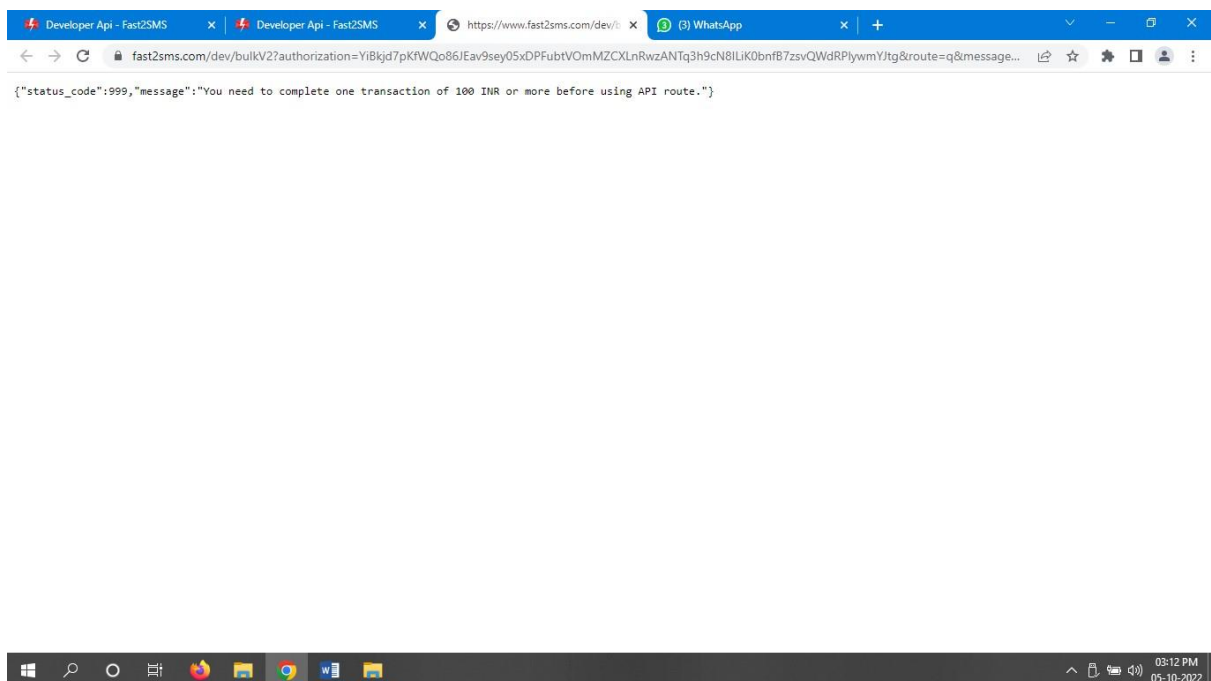 Developer Api - Fast2SMS
Developer Api - Fast2SMS
https://www.fast2sms.com/dev/b
(3) WhatsApp
fast2sms.com/dev/bulkV2?authorization=YiBkjd7pKfWQo86JEav9sey05xDPFubtVOmMZCXLnRwzANTq3h9cN8ILiK0bnfB7zsvQWdRPlywmYJtg&route=q&message...
{"status_code":999,"message":"You need to complete one transaction of 100 INR or more before using API route."}
03:12 PM
05-10-2022